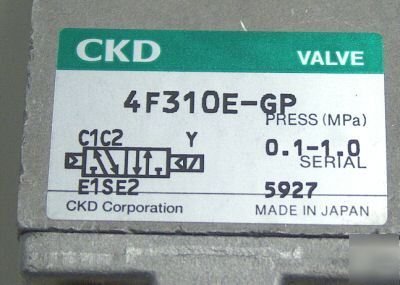 CKD VALVE
4F310E-GP
PRESS (MPa)
C1C2 Y 0.1-1.0
SERIAL
E1SE2 5927
CKD Corporation MADE IN JAPAN